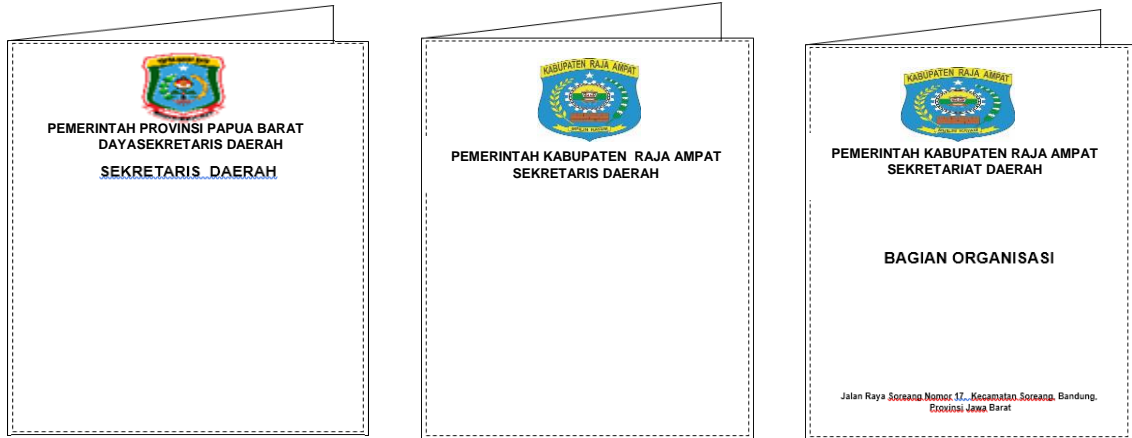 PEMERINTAH PROVINSI PAPUA BARAT
DAYASEKRETARIS DAERAH
SEKRETARIS DAERAH
KABUPATEN RAJA AMPAT
PEMERINTAH KABUPATEN RAJA AMPAT
SEKRETARIS DAERAH
KABUPATEN RAJA AMPAT
PEMERINTAH KABUPATEN RAJA AMPAT
SEKRETARIAT DAERAH
BAGIAN ORGANISASI
Jalan Raya Soreang Nomor 17, Kecamatan Soreang, Bandung,
Provinsi Jawa Barat